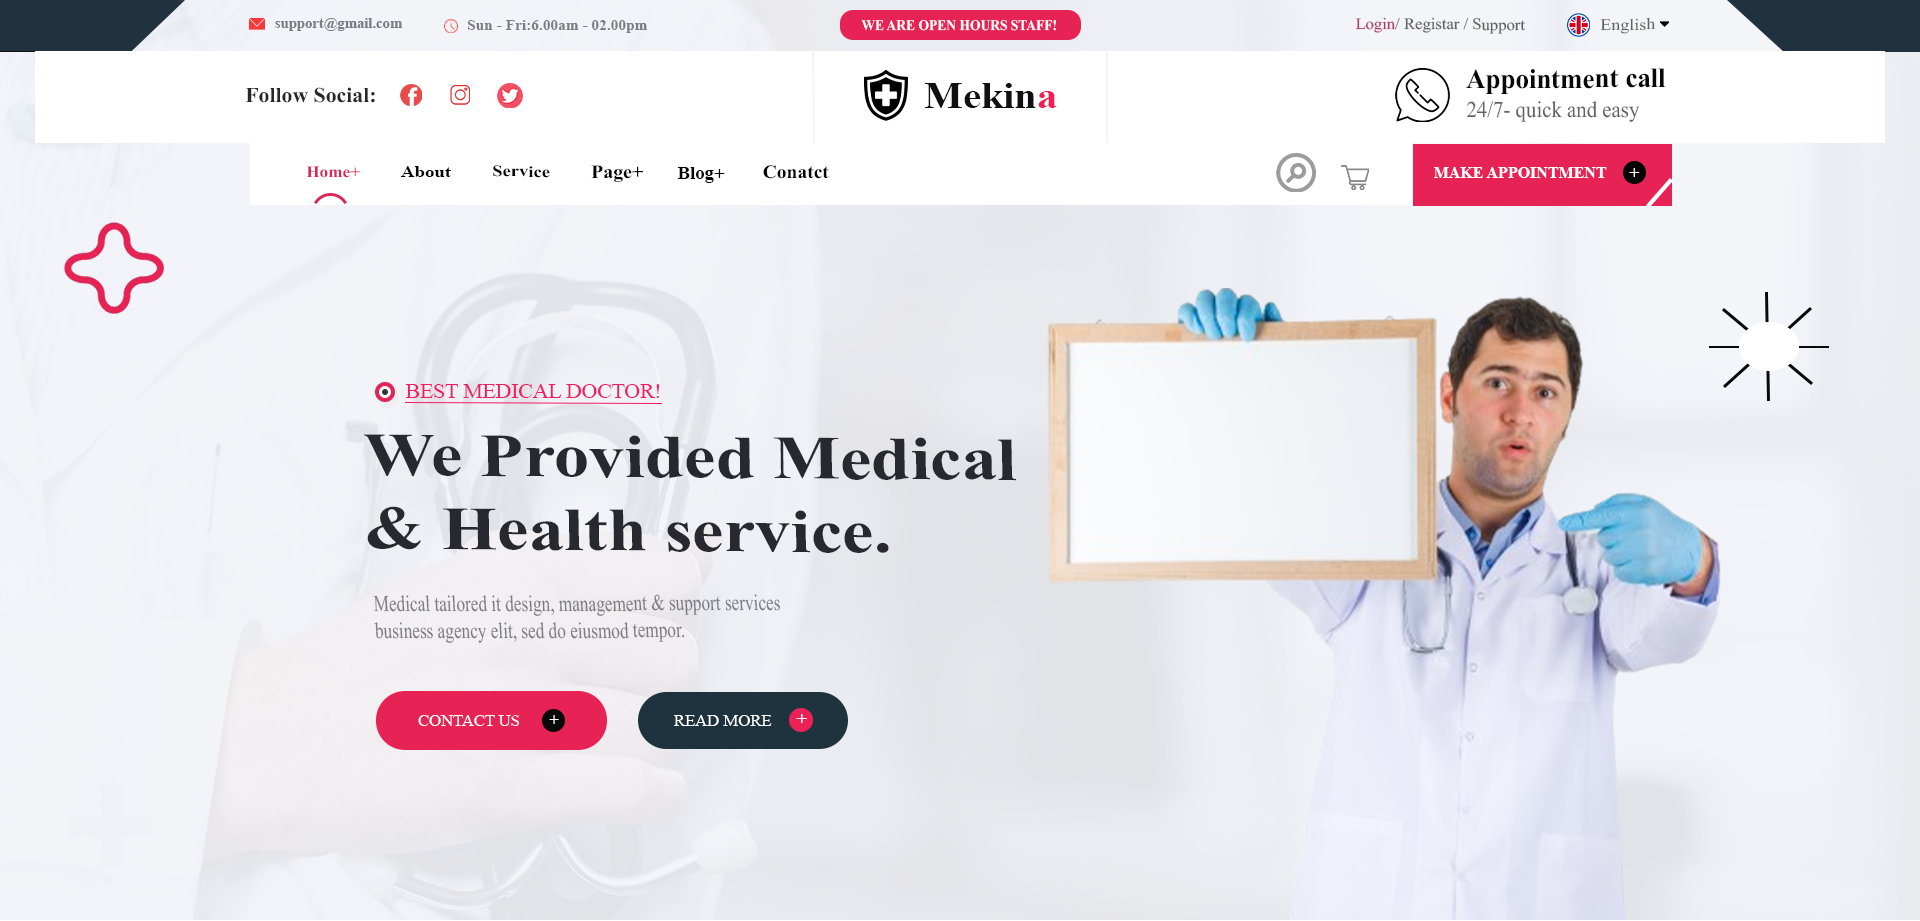 support@gmail.com
Sun - Fri:6.00am - 02.00pm
WE ARE OPEN HOURS STAFF!
Login/ Registar / Support
English
Follow Social:
Mekina
Appointment call
24/7- quick and easy
Home+
About
Service
Page+
Blog+
Conatct
MAKE APPOINTMENT +
BEST MEDICAL DOCTOR!
We Provided Medical
& Health service.
Medical tailored it design, management & support services
business agency elit, sed do eiusmod tempor.
CONTACT US +
READ MORE +